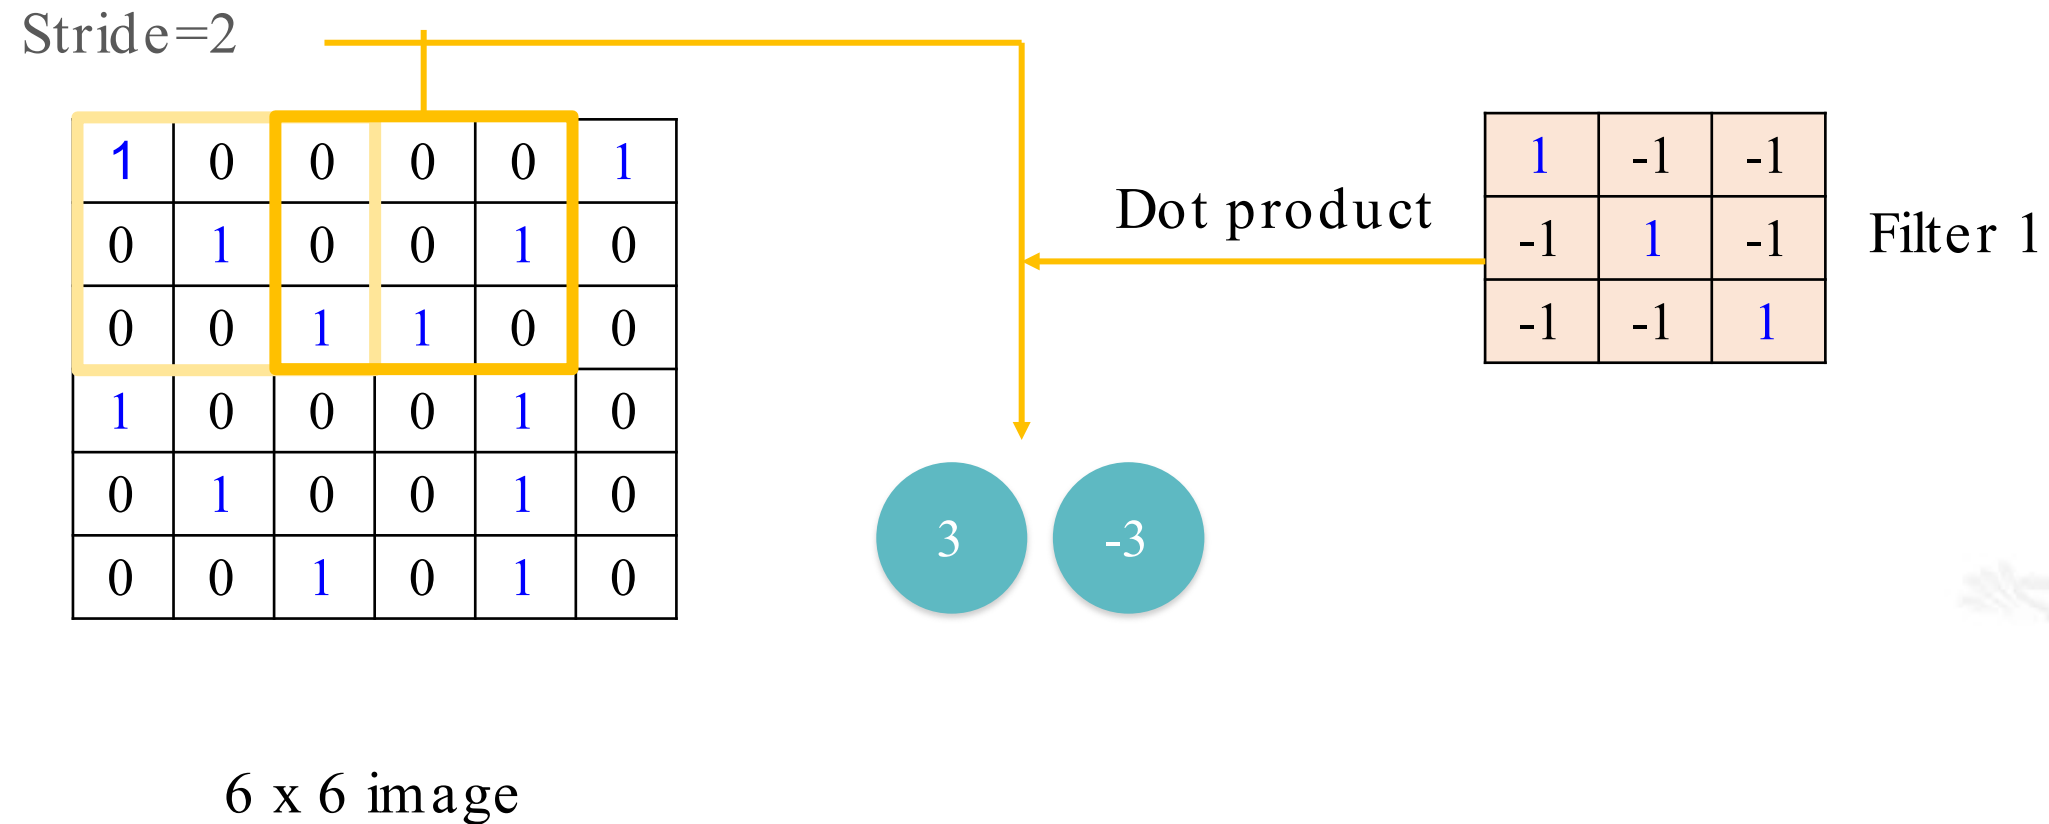 Stride=2
1 0 0 0 0 1
0 1 0 0 1 0
0 0 1 1 0 0
1 0 0 0 1 0
0 1 0 0 1 0
0 0 1 0 1 0
6 x 6 image
Dot product
3 -3
1 -1 -1
-1 1 -1
-1 -1 1
Filter 1